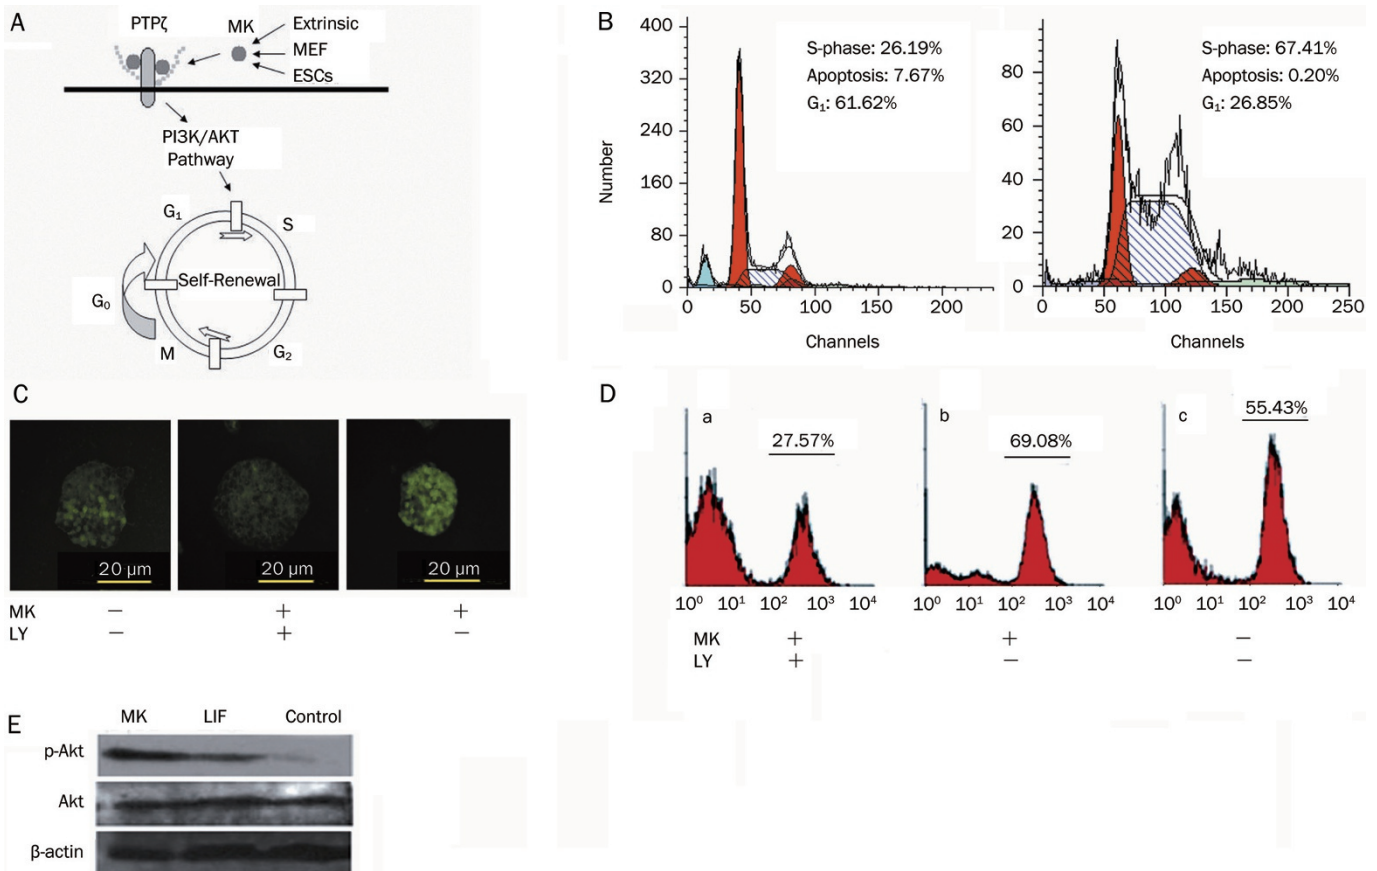 A
PTPζ
MK
Extrinsic
MEF
ESCs
PI3K/AKT
Pathway
G₁
S
Self-Renewal
G₀
M
G₂
B
Number
400
320
240
160
80
0
S-phase: 26.19%
Apoptosis: 7.67%
G₁: 61.62%
0 50 100 150 200
Channels
80
60
40
20
0
S-phase: 67.41%
Apoptosis: 0.20%
G₁: 26.85%
0 50 100 150 200 250
Channels
C
20 µm 20 µm 20 µm
MK − + +
LY − + −
D
a
27.57%
b
69.08%
c
55.43%
10⁰ 10¹ 10² 10³ 10⁴ 10⁰ 10¹ 10² 10³ 10⁴ 10⁰ 10¹ 10² 10³ 10⁴
MK + + −
LY + − −
E
MK LIF Control
p-Akt
Akt
β-actin